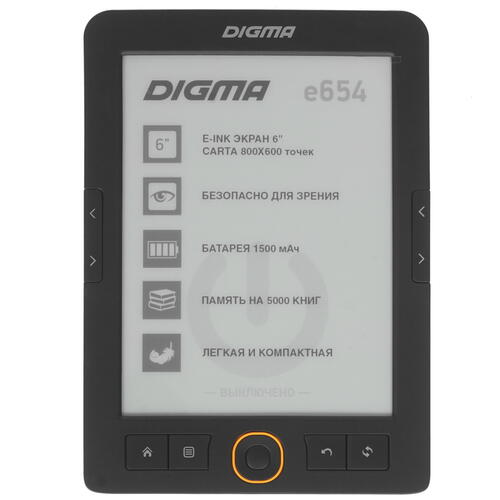 DIGMA
DIGMA e654
6"
E-INK ЭКРАН 6"
CARTA 800X600 точек
БЕЗОПАСНО ДЛЯ ЗРЕНИЯ
БАТАРЕЯ 1500 мАч
ПАМЯТЬ НА 5000 КНИГ
ЛЕГКАЯ И КОМПАКТНАЯ
— ВЫКЛЮЧЕНО —